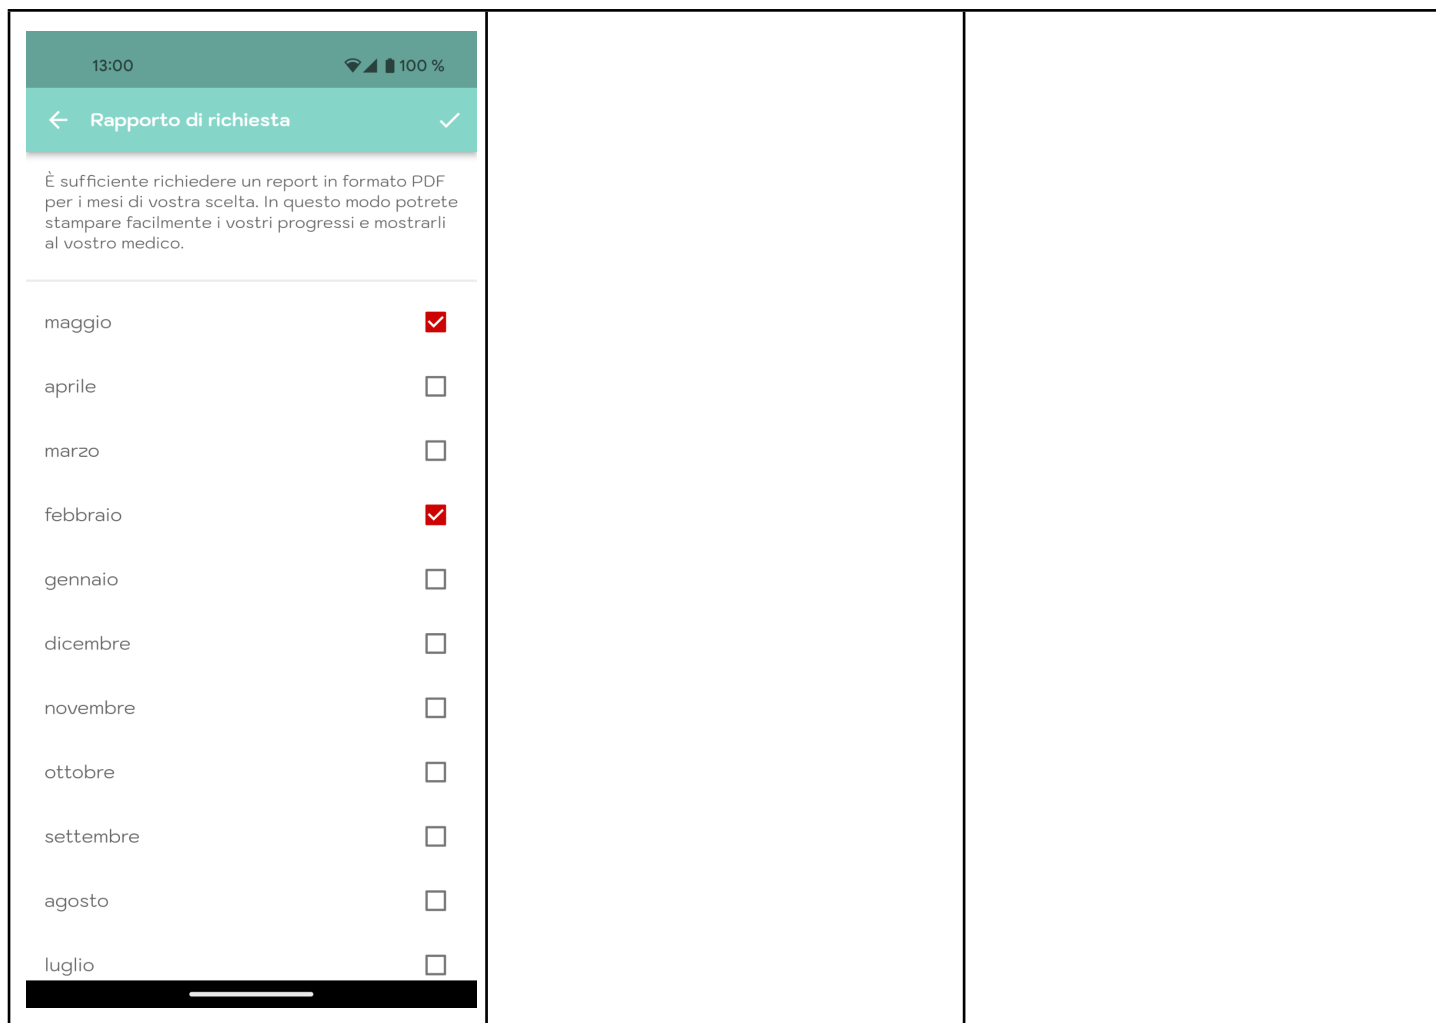 13:00 100 %
Rapporto di richiesta
È sufficiente richiedere un report in formato PDF
per i mesi di vostra scelta. In questo modo potrete
stampare facilmente i vostri progressi e mostrarli
al vostro medico.
maggio
aprile
marzo
febbraio
gennaio
dicembre
novembre
ottobre
settembre
agosto
luglio